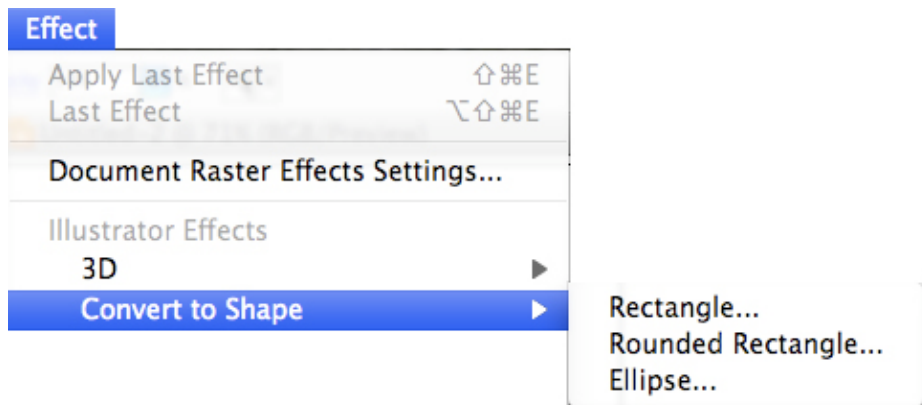 Effect
Apply Last Effect ⇧⌘E
Last Effect ⌥⇧⌘E
Document Raster Effects Settings...
Illustrator Effects
3D
Convert to Shape
Rectangle...
Rounded Rectangle...
Ellipse...